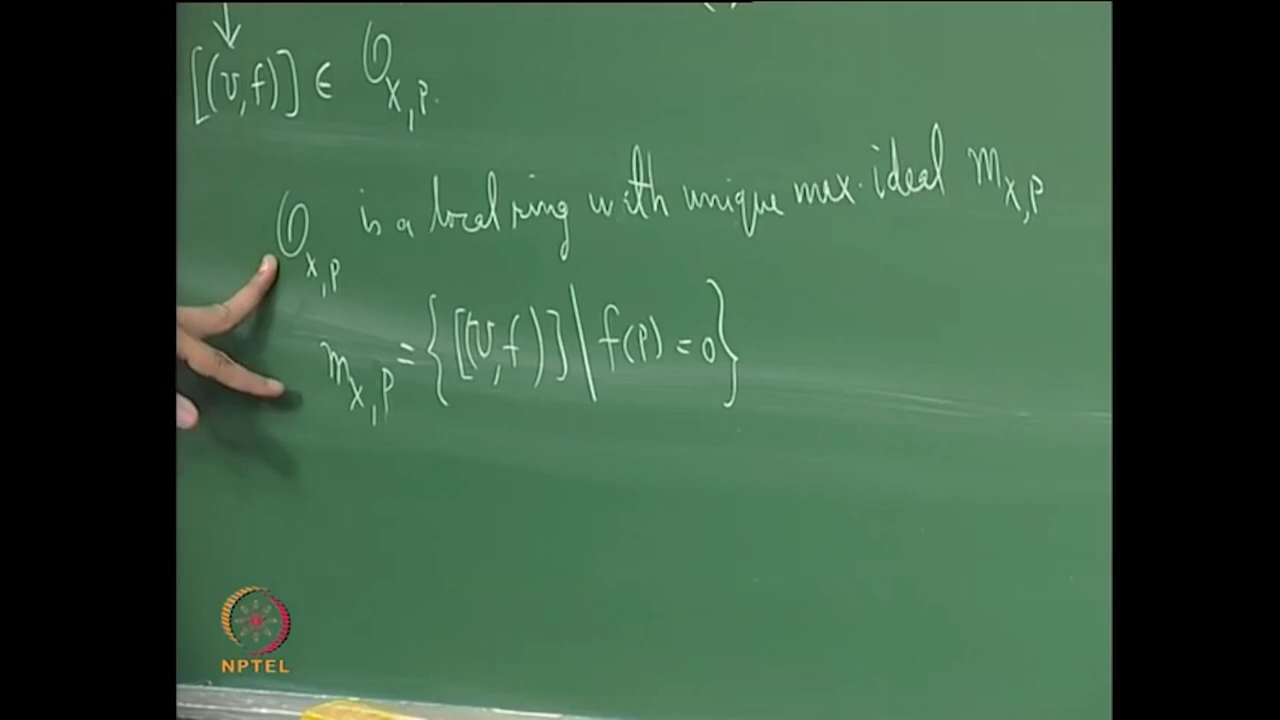 ↓
[(U,f)] ∈ 𝒪_{X,P}.
𝒪_{X,P} is a local ring with unique max. ideal m_{X,P}
m_{X,P} = {[(U,f)] | f(P) = 0}
NPTEL